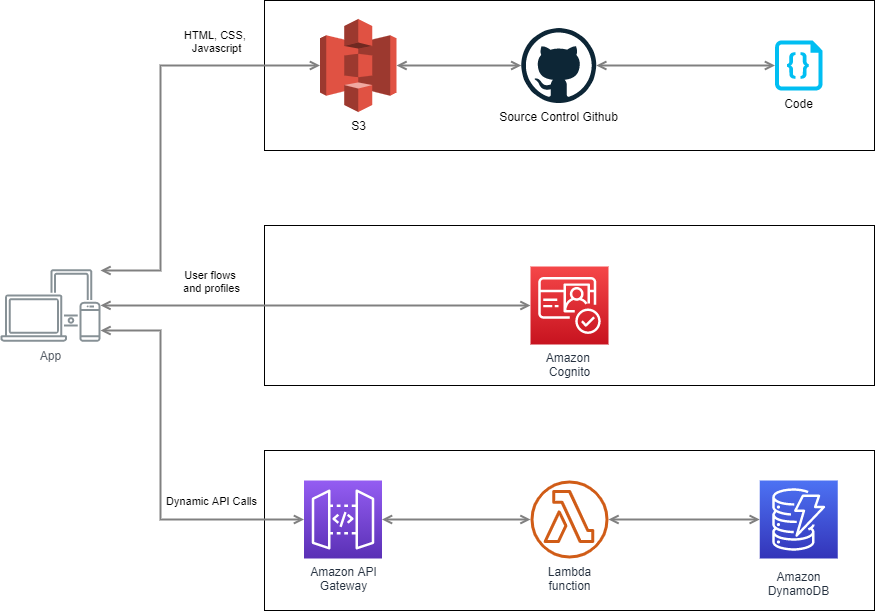 HTML, CSS,
Javascript
S3
Source Control Github
{}
Code
User flows
and profiles
App
Amazon
Cognito
Dynamic API Calls
</>
Amazon API
Gateway
Lambda
function
Amazon
DynamoDB